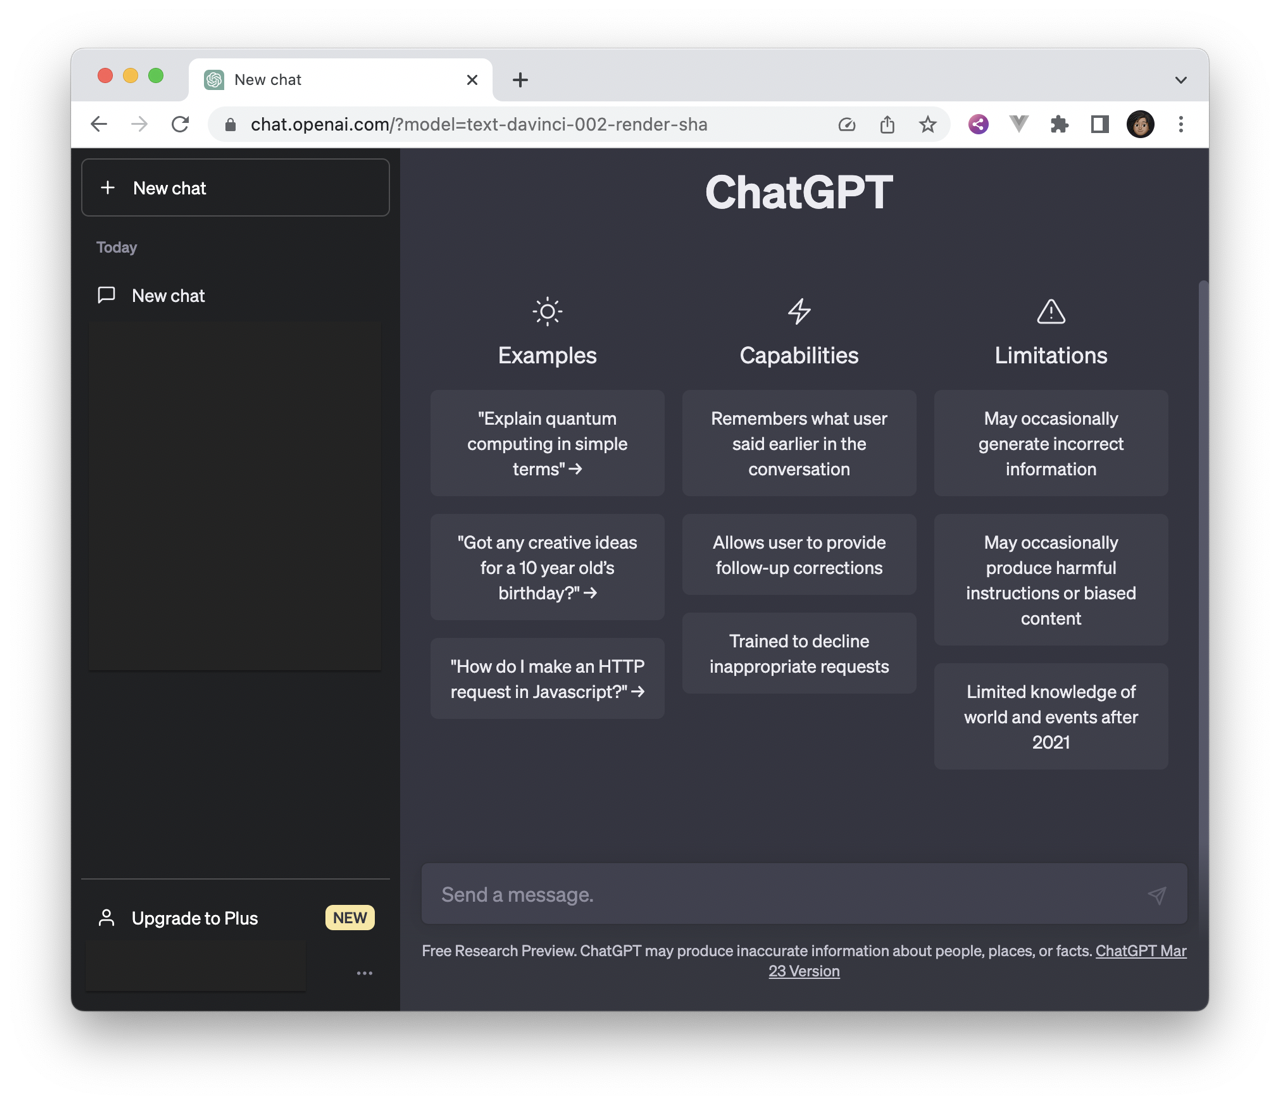 New chat
chat.openai.com/?model=text-davinci-002-render-sha
New chat
Today
New chat
Upgrade to Plus
NEW
ChatGPT
Examples
"Explain quantum
computing in simple
terms" →
"Got any creative ideas
for a 10 year old's
birthday?" →
"How do I make an HTTP
request in Javascript?" →
Capabilities
Remembers what user
said earlier in the
conversation
Allows user to provide
follow-up corrections
Trained to decline
inappropriate requests
Limitations
May occasionally
generate incorrect
information
May occasionally
produce harmful
instructions or biased
content
Limited knowledge of
world and events after
2021
Send a message.
Free Research Preview. ChatGPT may produce inaccurate information about people, places, or facts. ChatGPT Mar
23 Version